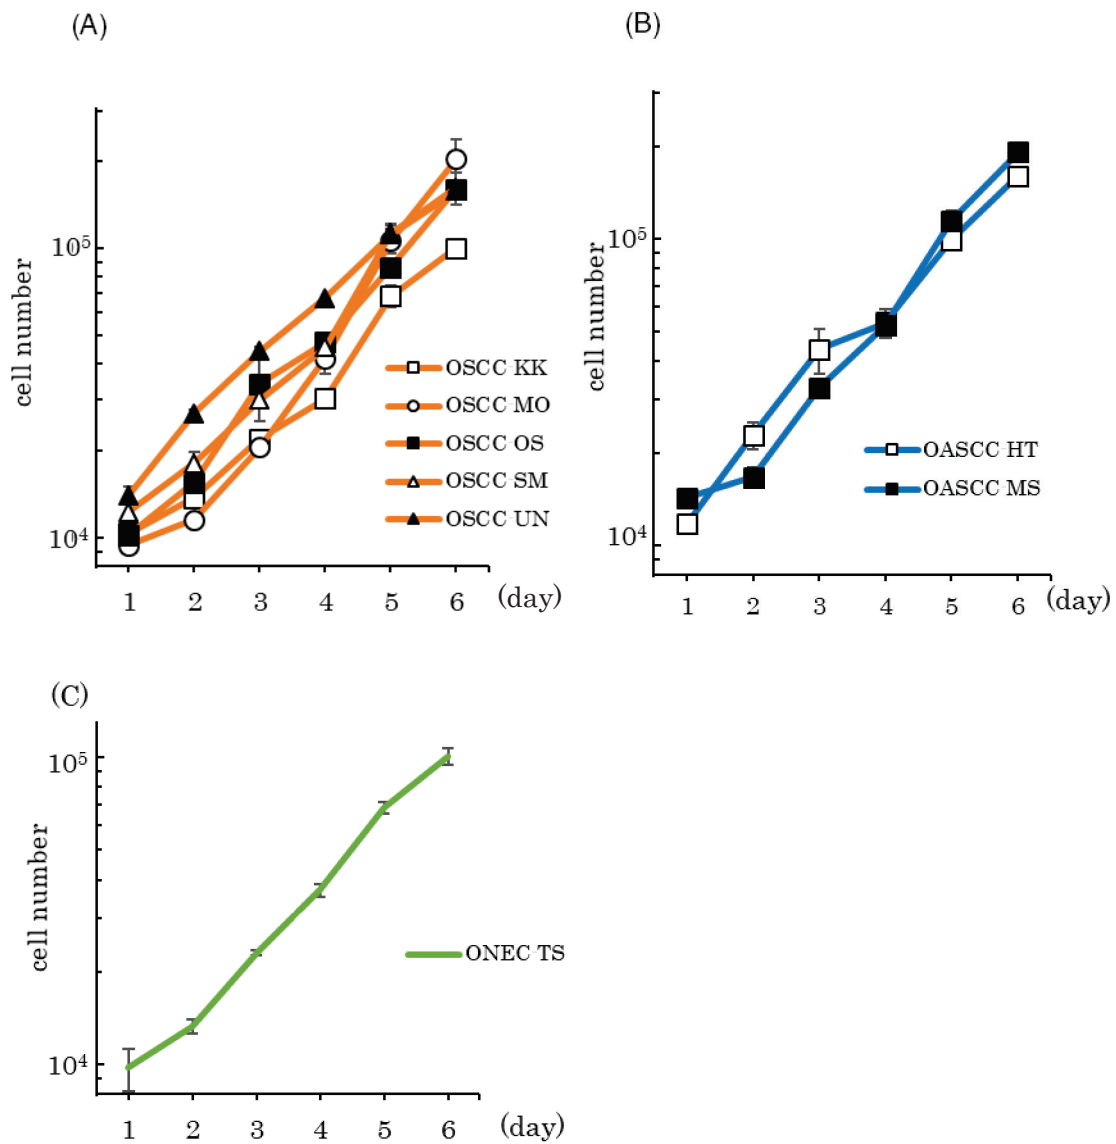 (A)
cell number
10⁵
10⁴
OSCC-KK
OSCC-MO
OSCC-OS
OSCC-SM
OSCC-UN
1 2 3 4 5 6 (day)
(B)
cell number
10⁵
10⁴
OASCC-HT
OASCC-MS
1 2 3 4 5 6 (day)
(C)
cell number
10⁵
10⁴
ONEC-TS
1 2 3 4 5 6 (day)